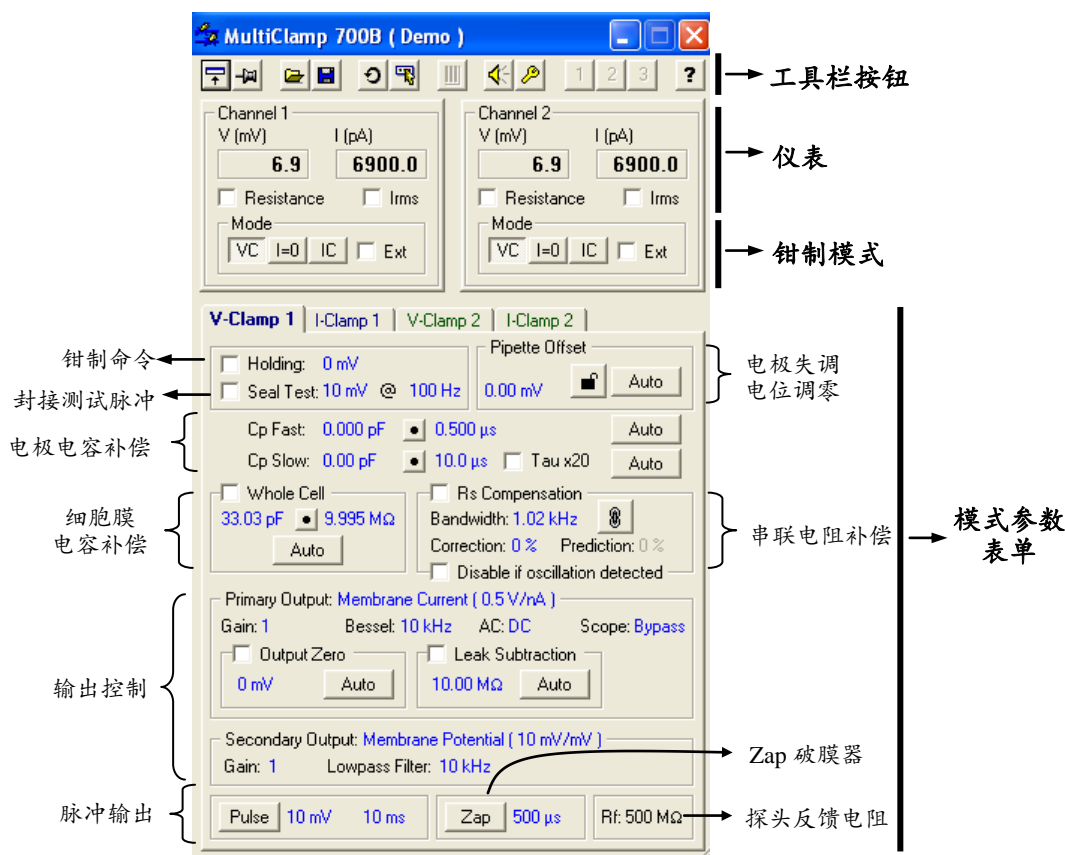 MultiClamp 700B ( Demo )
1 2 3 ?
工具栏按钮
Channel 1
V (mV) I (pA)
6.9 6900.0
Resistance Irms
Mode
VC I=0 IC Ext
Channel 2
V (mV) I (pA)
6.9 6900.0
Resistance Irms
Mode
VC I=0 IC Ext
仪表
钳制模式
V-Clamp 1 I-Clamp 1 V-Clamp 2 I-Clamp 2
钳制命令
Holding: 0 mV
封接测试脉冲
Seal Test: 10 mV @ 100 Hz
Pipette Offset
0.00 mV Auto
电极失调
电位调零
电极电容补偿
Cp Fast: 0.000 pF 0.500 µs Auto
Cp Slow: 0.00 pF 10.0 µs Tau x20 Auto
细胞膜
电容补偿
Whole Cell
33.03 pF 9.995 MΩ
Auto
Rs Compensation
Bandwidth: 1.02 kHz
Correction: 0 % Prediction: 0 %
Disable if oscillation detected
串联电阻补偿
模式参数
表单
输出控制
Primary Output: Membrane Current ( 0.5 V/nA )
Gain: 1 Bessel: 10 kHz AC: DC Scope: Bypass
Output Zero
0 mV Auto
Leak Subtraction
10.00 MΩ Auto
Secondary Output: Membrane Potential ( 10 mV/mV )
Gain: 1 Lowpass Filter: 10 kHz
Zap 破膜器
脉冲输出
Pulse 10 mV 10 ms
Zap 500 µs
Rf: 500 MΩ
探头反馈电阻